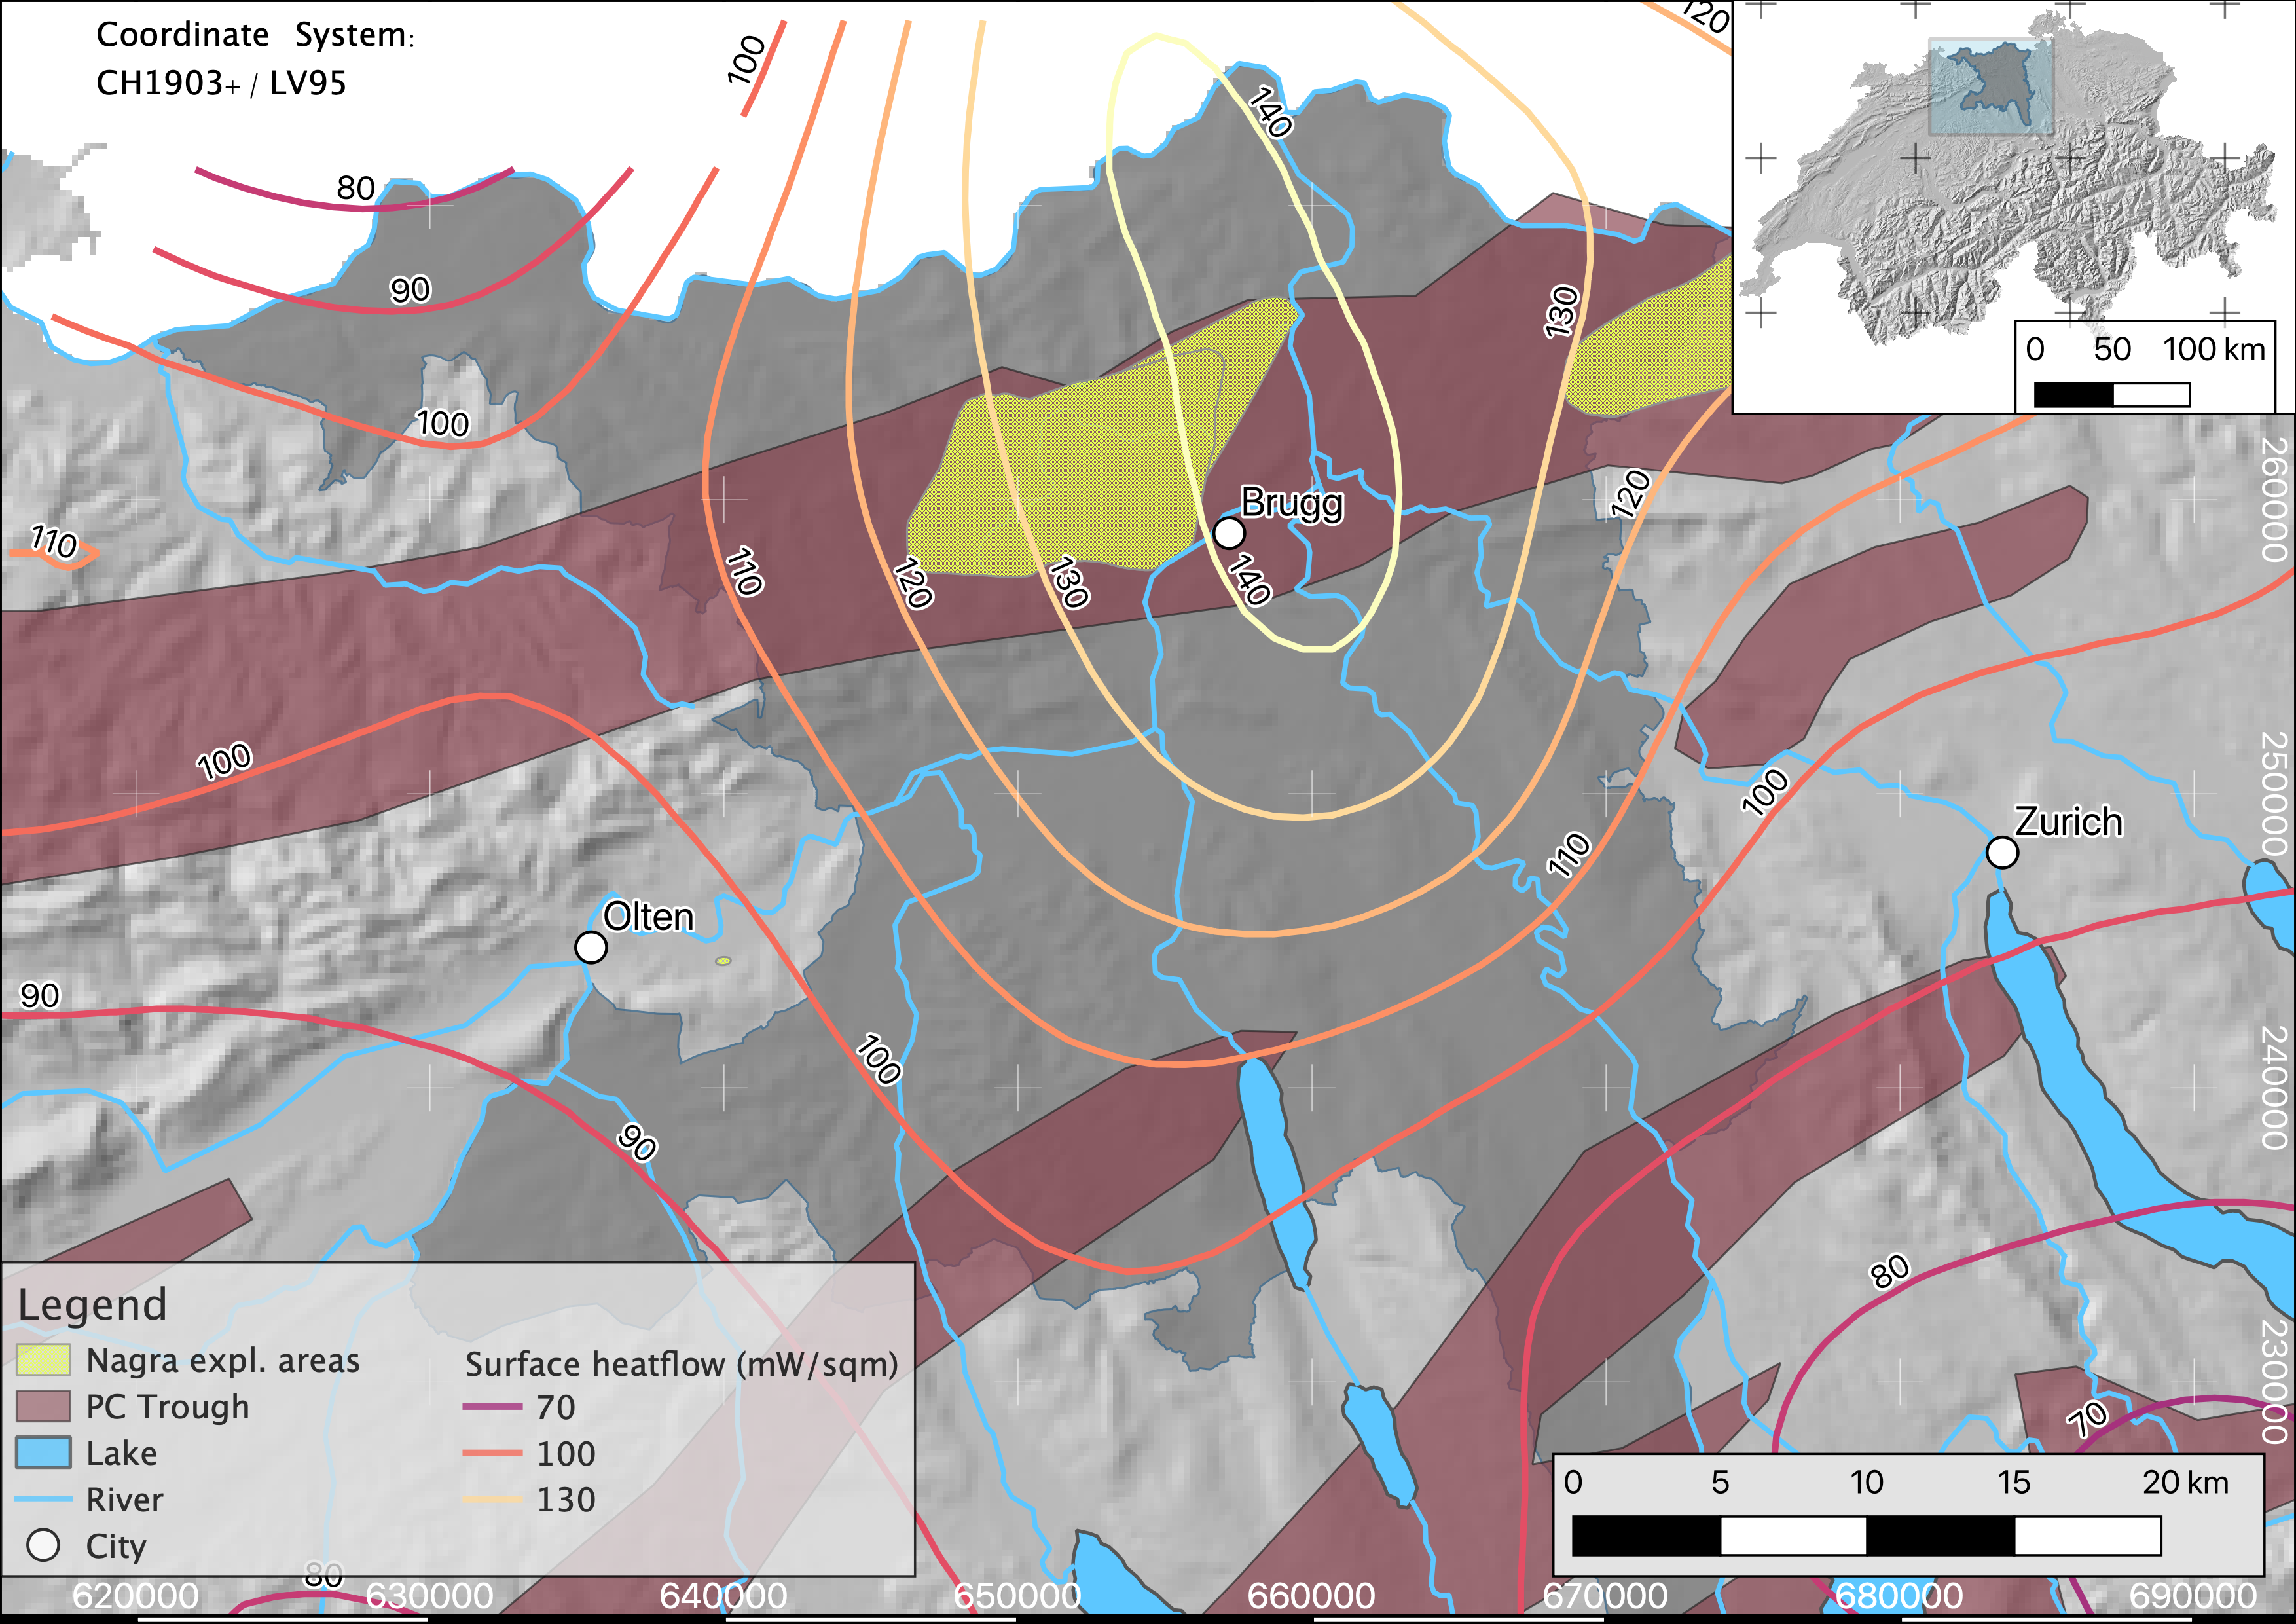 Coordinate System:
CH1903+ / LV95
100
120
140
80
90
130
0 50 100 km
100
110
120
Brugg
110
120
130
140
260000
100
100
250000
Zurich
110
Olten
90
100
240000
90
80
230000
70
Legend
Nagra expl. areas
PC Trough
Lake
River
City
Surface heatflow (mW/sqm)
70
100
130
0 5 10 15 20 km
80
620000 630000 640000 650000 660000 670000 680000 690000